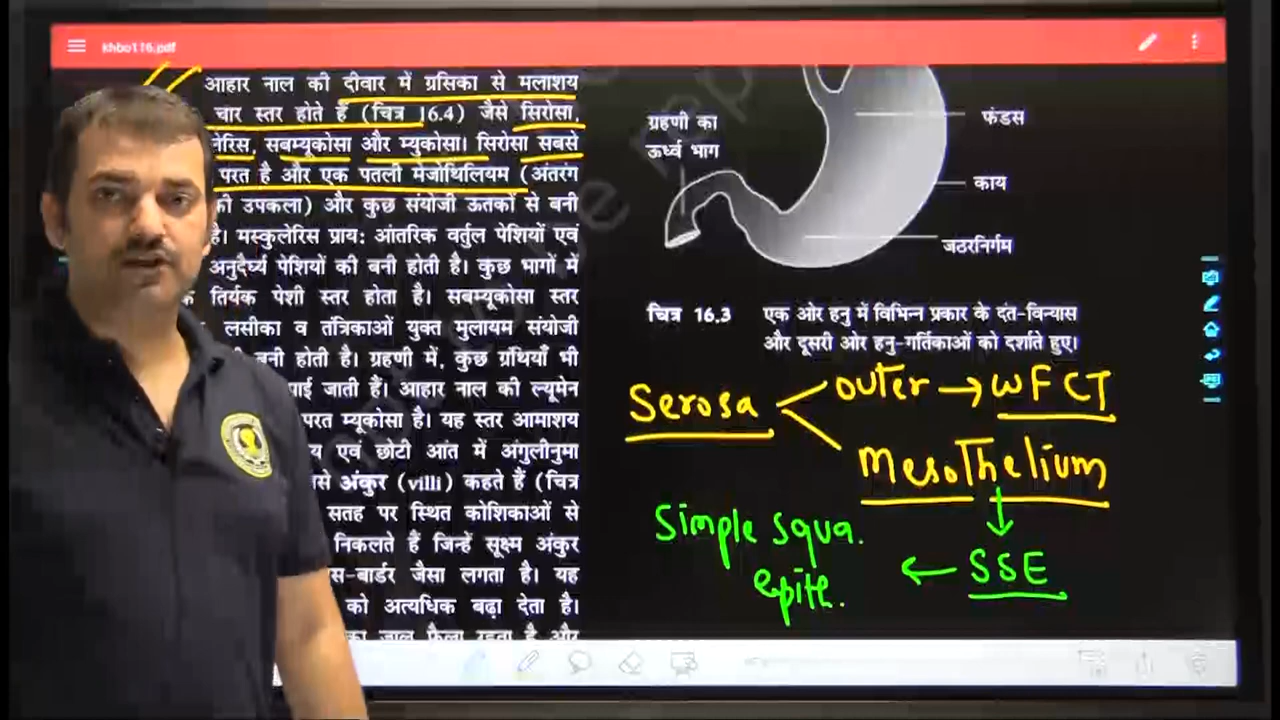 khbo116.pdf
आहार नाल की दीवार में ग्रसिका से मलाशय
चार स्तर होते हैं (चित्र 16.4) जैसे सिरोसा,
सबम्यूकोसा और म्युकोसा। सिरोसा सबसे
परत है और एक पतली मेजोथिलियम (अंतरंग
की उपकला) और कुछ संयोजी ऊतकों से बनी
है। मस्कुलेरिस प्राय: आंतरिक वर्तुल पेशियों एवं
अनुदैर्ध्य पेशियों की बनी होती है। कुछ भागों में
तिर्यक पेशी स्तर होता है। सबम्यूकोसा स्तर
लसीका व तंत्रिकाओं युक्त मुलायम संयोजी
बनी होती है। ग्रहणी में, कुछ ग्रंथियाँ भी
पाई जाती हैं। आहार नाल की ल्यूमेन
परत म्यूकोसा है। यह स्तर आमाशय
एवं छोटी आंत में अंगुलीनुमा
अंकुर (villi) कहते हैं (चित्र
सतह पर स्थित कोशिकाओं से
निकलते हैं जिन्हें सूक्ष्म अंकुर
बार्डर जैसा लगता है। यह
को अत्यधिक बढ़ा देता है।
का जाल फैला रहता है और
ग्रहणी का
ऊर्ध्व भाग
फंडस
काय
जठरनिर्गम
चित्र 16.3 एक ओर हनु में विभिन्न प्रकार के दंत-विन्यास
और दूसरी ओर हनु-गर्तिकाओं को दर्शाते हुए।
Serosa outer → WFCT
Mesothelium
Simple squa.
epith. ← SSE